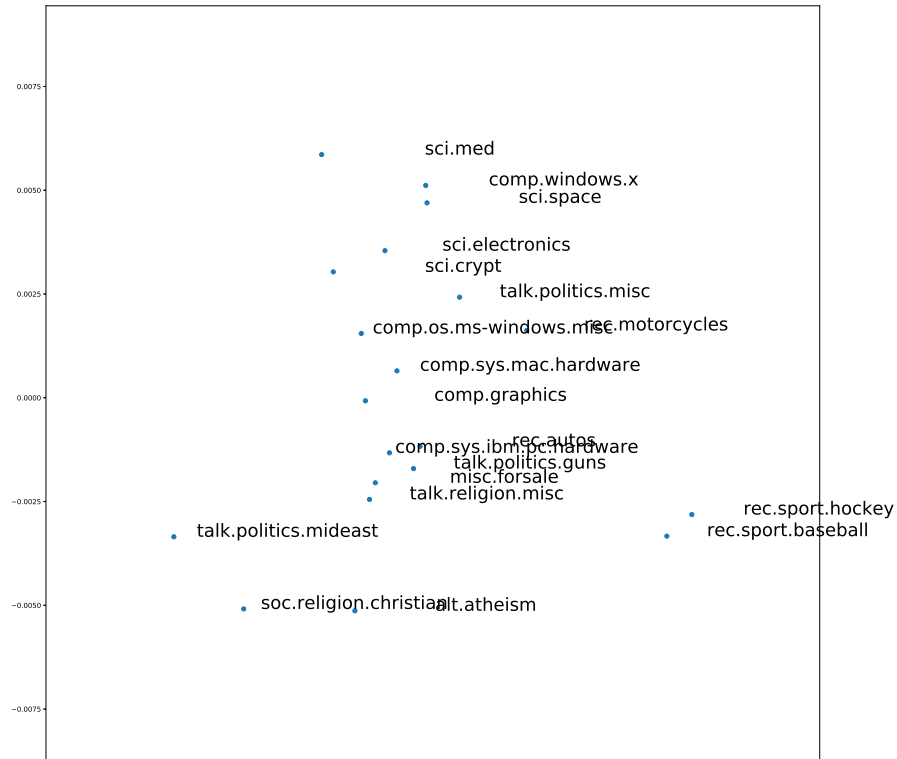 0.0075
sci.med
0.0050
comp.windows.x
sci.space
sci.electronics
sci.crypt
0.0025
talk.politics.misc
comp.os.ms-windows.misc
rec.motorcycles
comp.sys.mac.hardware
0.0000
comp.graphics
rec.autos
comp.sys.ibm.pc.hardware
talk.politics.guns
misc.forsale
talk.religion.misc
−0.0025
rec.sport.hockey
talk.politics.mideast
rec.sport.baseball
−0.0050
soc.religion.christian
alt.atheism
−0.0075